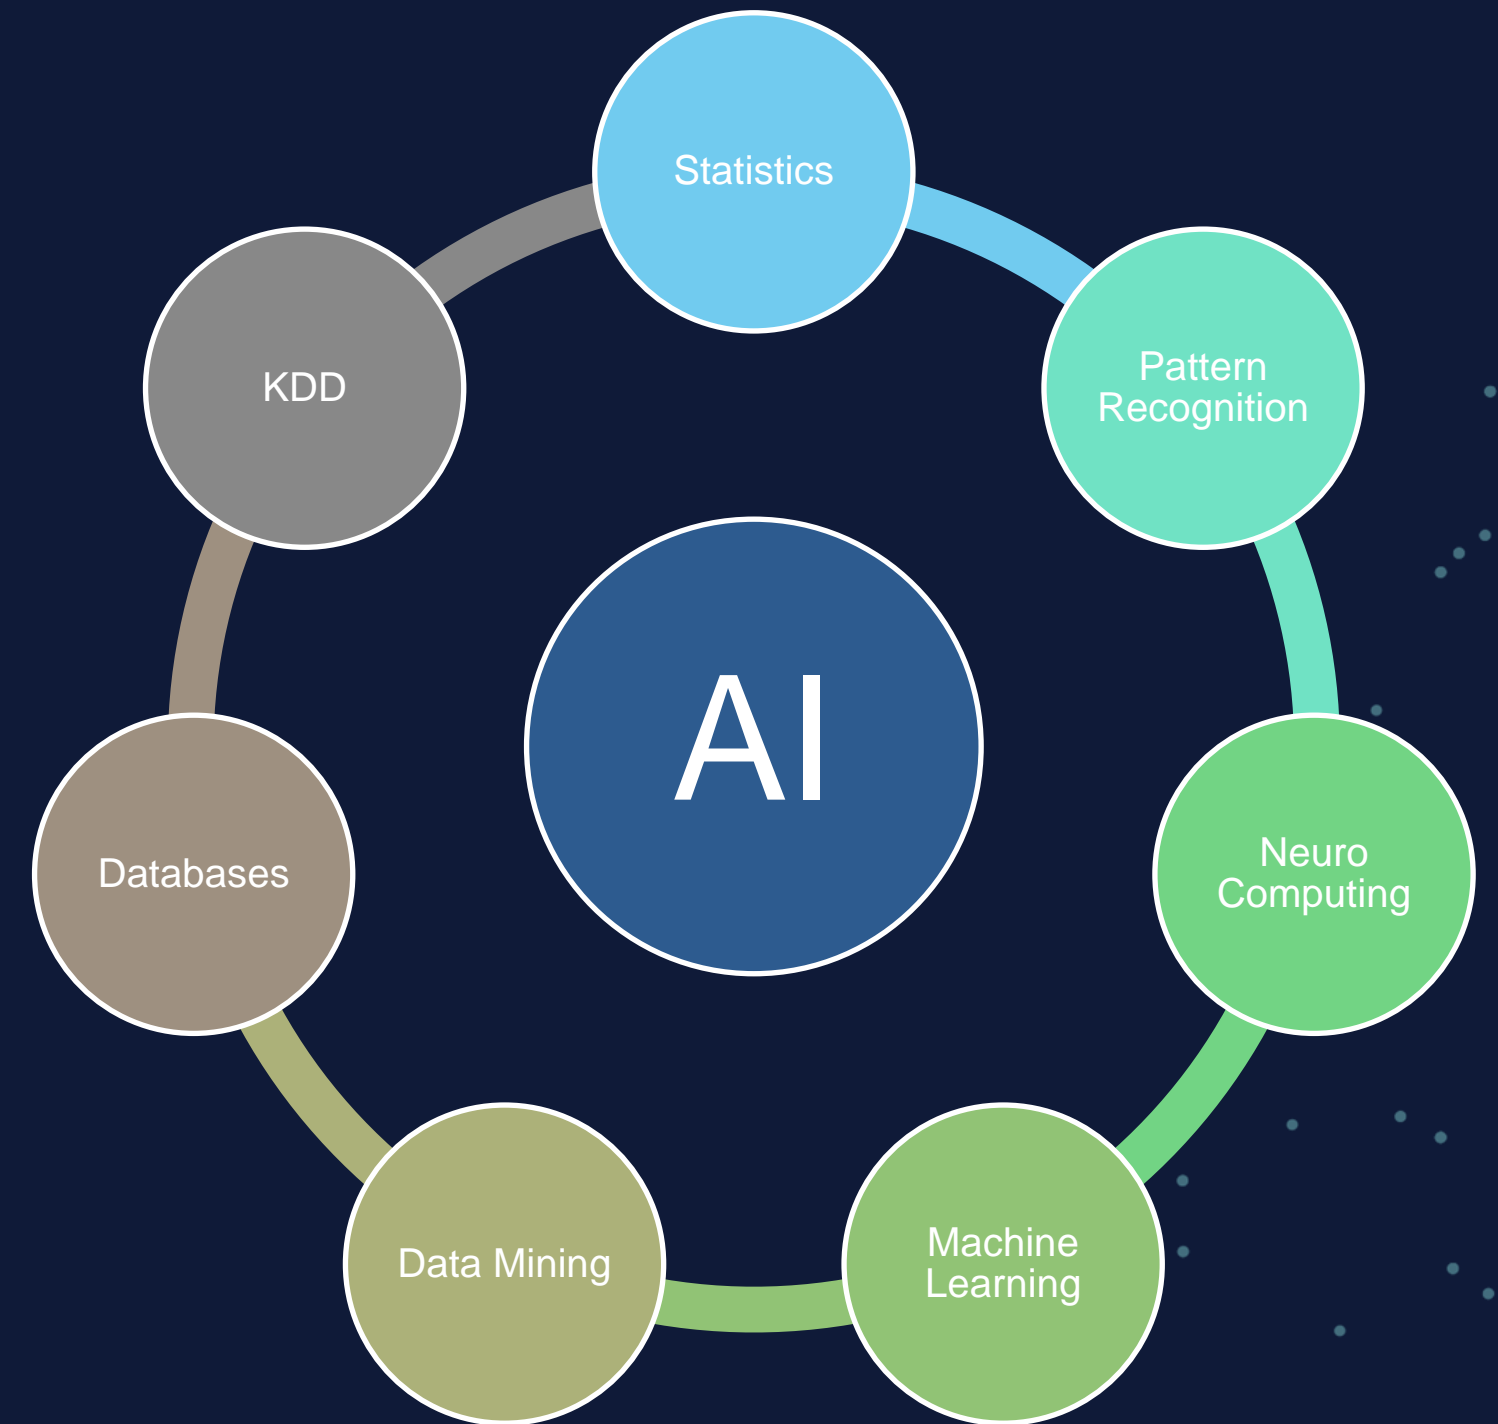 Statistics
Pattern
Recognition
Neuro
Computing
Machine
Learning
Data Mining
Databases
KDD
AI